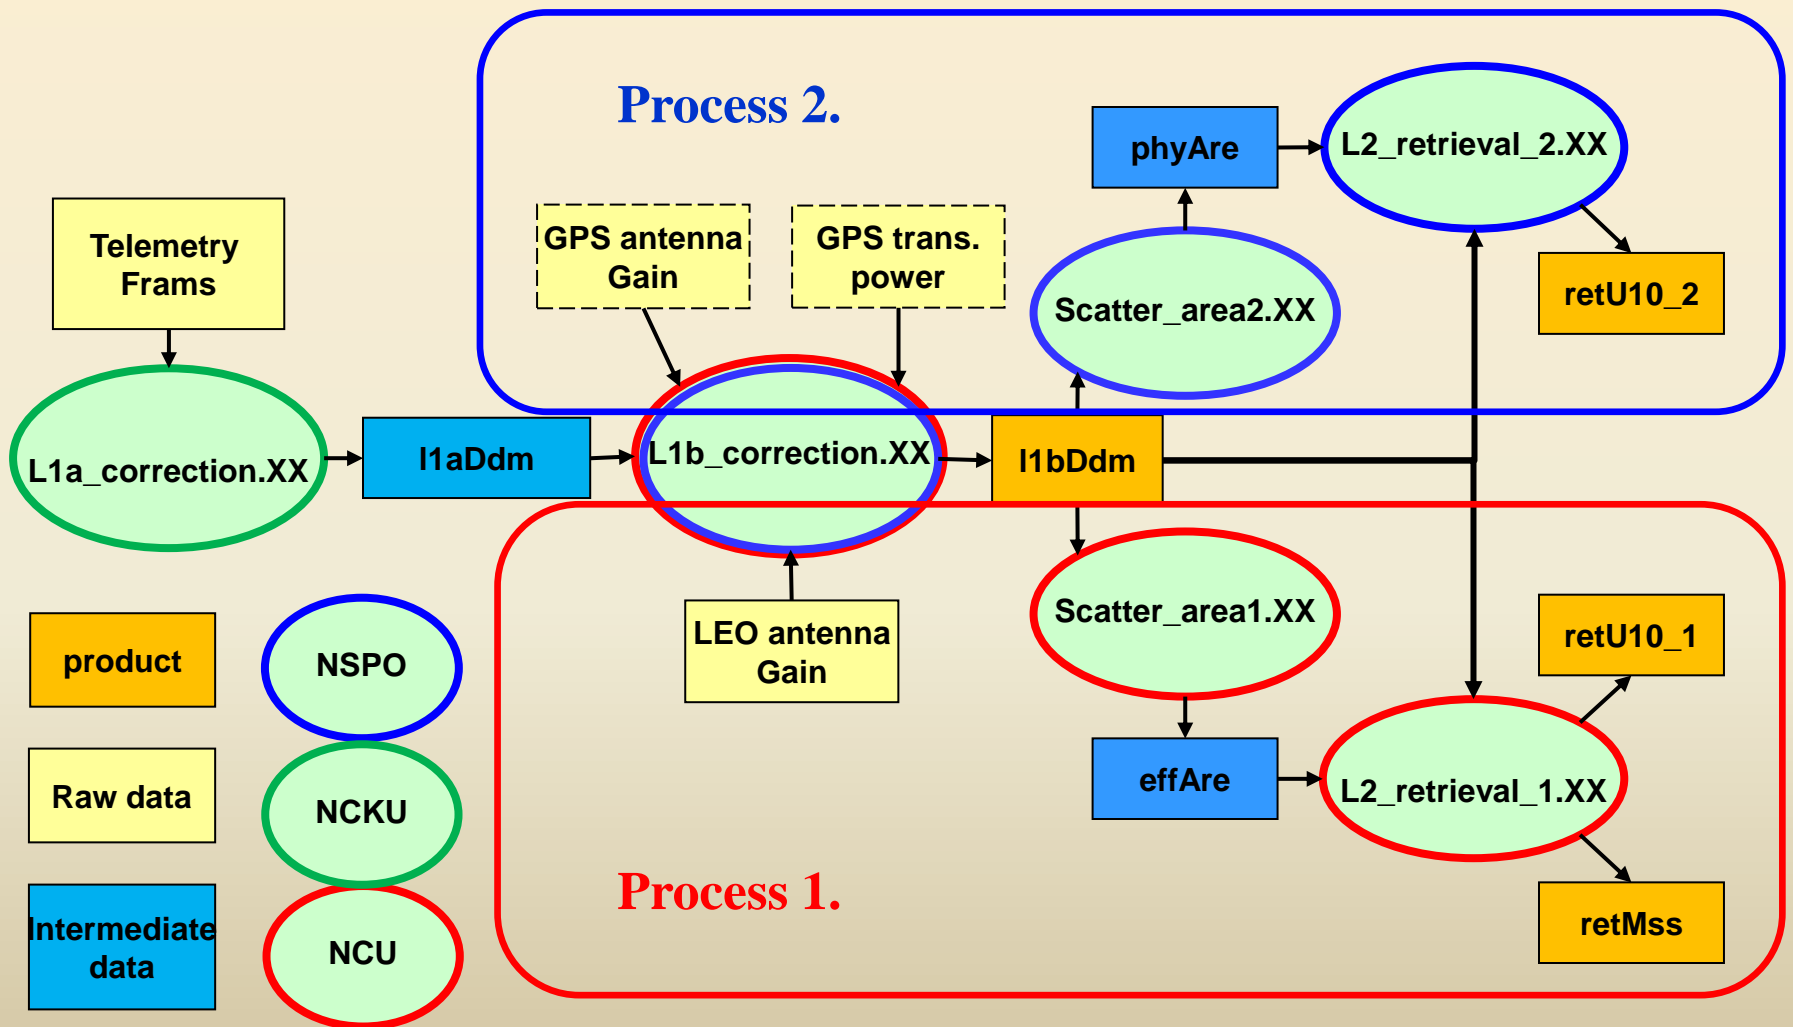 Process 2.
phyAre
L2_retrieval_2.XX
Telemetry
Frams
GPS antenna
Gain
GPS trans.
power
Scatter_area2.XX
retU10_2
L1a_correction.XX
l1aDdm
L1b_correction.XX
l1bDdm
LEO antenna
Gain
Scatter_area1.XX
retU10_1
effAre
L2_retrieval_1.XX
Process 1.
retMss
product
NSPO
Raw data
NCKU
Intermediate
data
NCU